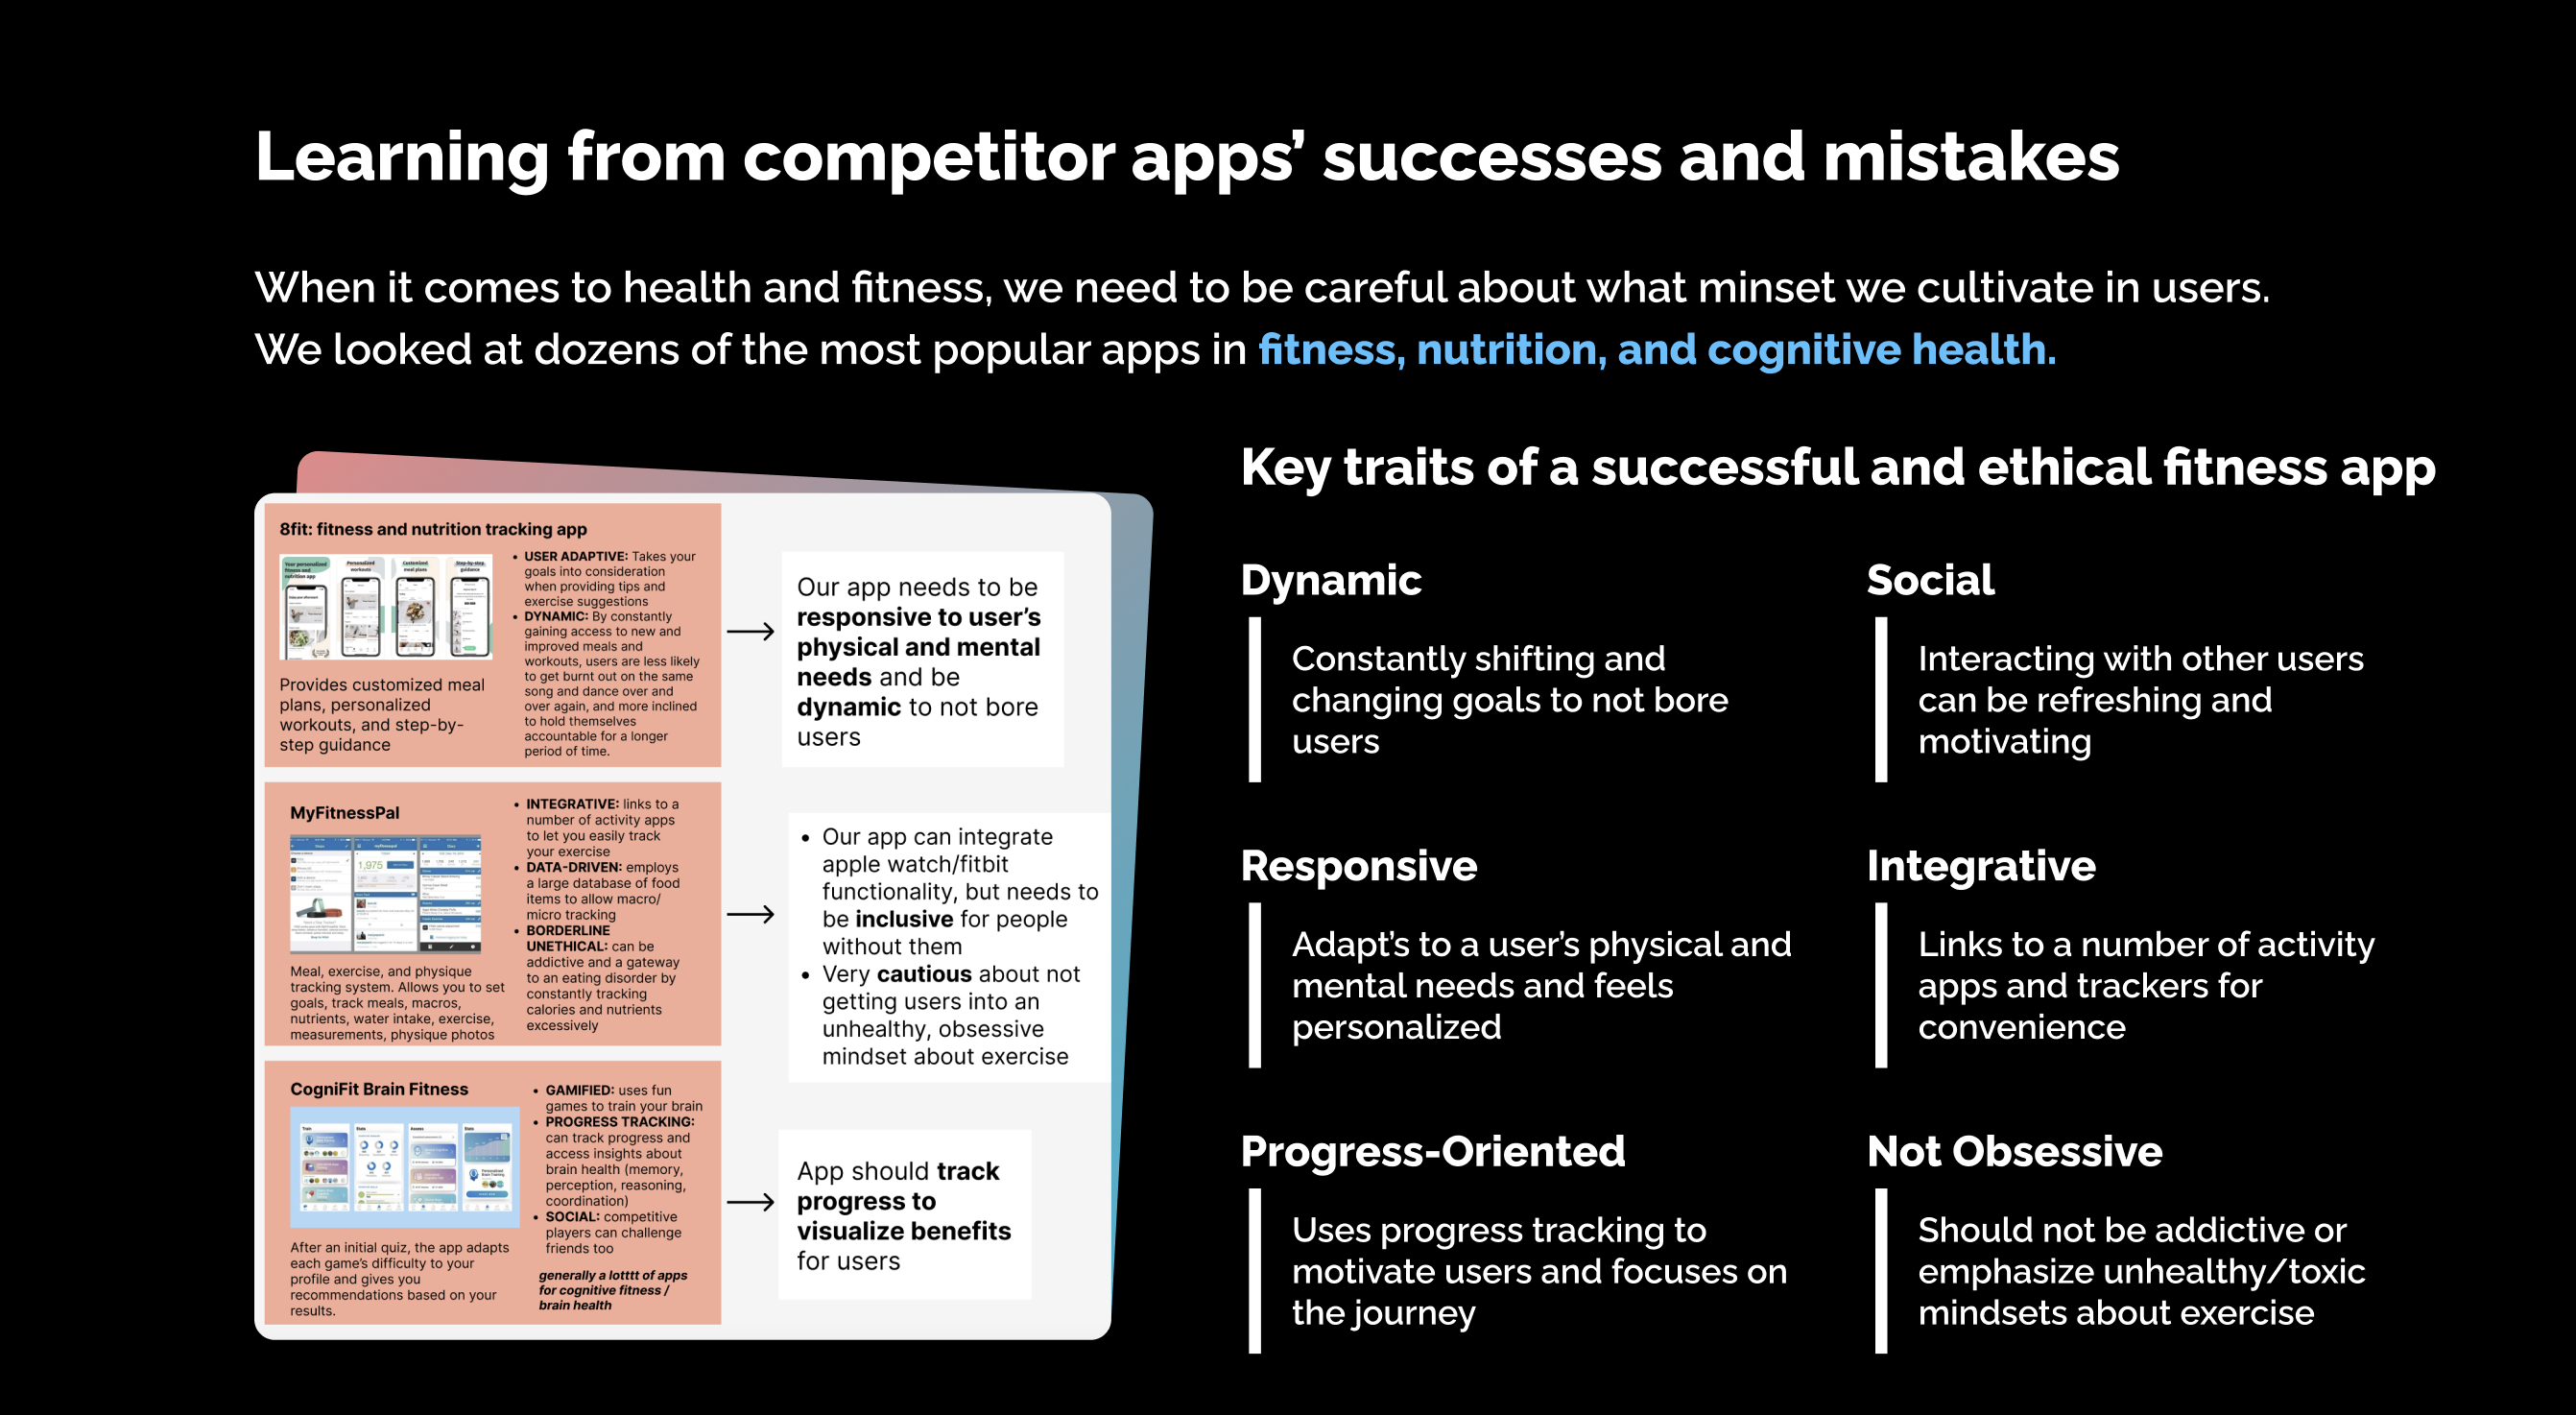 Learning from competitor apps’ successes and mistakes
When it comes to health and fitness, we need to be careful about what minset we cultivate in users.
We looked at dozens of the most popular apps in fitness, nutrition, and cognitive health.
8fit: fitness and nutrition tracking app
Your personalized
fitness and
nutrition app
Personalized
workouts
Customized
meal plans
Step-by-step
guidance
Provides customized meal
plans, personalized
workouts, and step-by-
step guidance
• USER ADAPTIVE: Takes your
goals into consideration
when providing tips and
exercise suggestions
• DYNAMIC: By constantly
gaining access to new and
improved meals and
workouts, users are less likely
to get burnt out on the same
song and dance over and
over again, and more inclined
to hold themselves
accountable for a longer
period of time.
Our app needs to be
responsive to user’s
physical and mental
needs and be
dynamic to not bore
users
MyFitnessPal
1,975
Meal, exercise, and physique
tracking system. Allows you to set
goals, track meals, macros,
nutrients, water intake, exercise,
measurements, physique photos
• INTEGRATIVE: links to a
number of activity apps
to let you easily track
your exercise
• DATA-DRIVEN: employs
a large database of food
items to allow macro/
micro tracking
• BORDERLINE
UNETHICAL: can be
addictive and a gateway
to an eating disorder by
constantly tracking
calories and nutrients
excessively
• Our app can integrate
apple watch/fitbit
functionality, but needs to
be inclusive for people
without them
• Very cautious about not
getting users into an
unhealthy, obsessive
mindset about exercise
CogniFit Brain Fitness
Train
Stats
Assess
Stats
After an initial quiz, the app adapts
each game’s difficulty to your
profile and gives you
recommendations based on your
results.
• GAMIFIED: uses fun
games to train your brain
• PROGRESS TRACKING:
can track progress and
access insights about
brain health (memory,
perception, reasoning,
coordination)
• SOCIAL: competitive
players can challenge
friends too
generally a lotttt of apps
for cognitive fitness /
brain health
App should track
progress to
visualize benefits
for users
Key traits of a successful and ethical fitness app
Dynamic
Constantly shifting and
changing goals to not bore
users
Social
Interacting with other users
can be refreshing and
motivating
Responsive
Adapt’s to a user’s physical and
mental needs and feels
personalized
Integrative
Links to a number of activity
apps and trackers for
convenience
Progress-Oriented
Uses progress tracking to
motivate users and focuses on
the journey
Not Obsessive
Should not be addictive or
emphasize unhealthy/toxic
mindsets about exercise